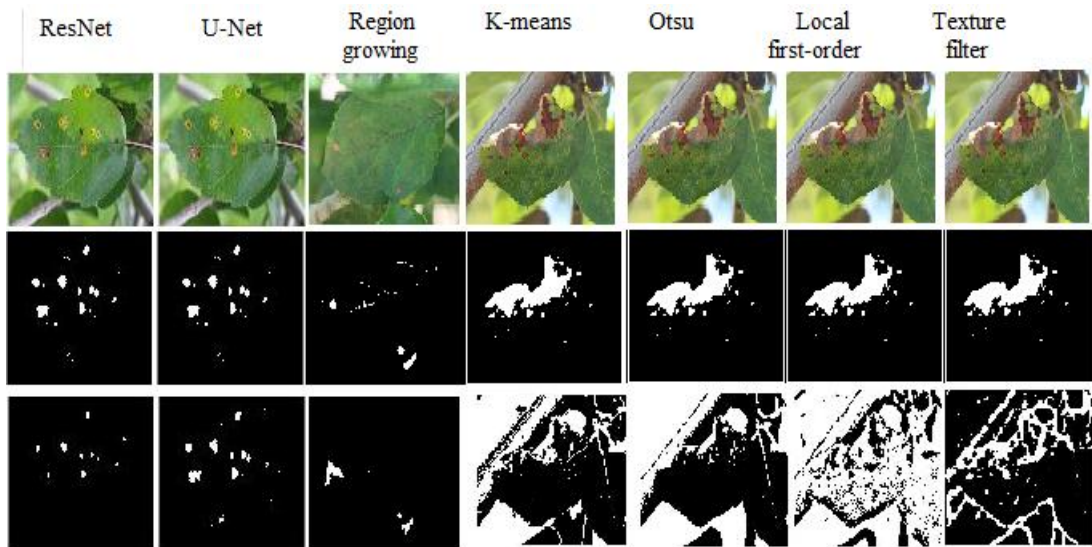 ResNet
U-Net
Region
growing
K-means
Otsu
Local
first-order
Texture
filter